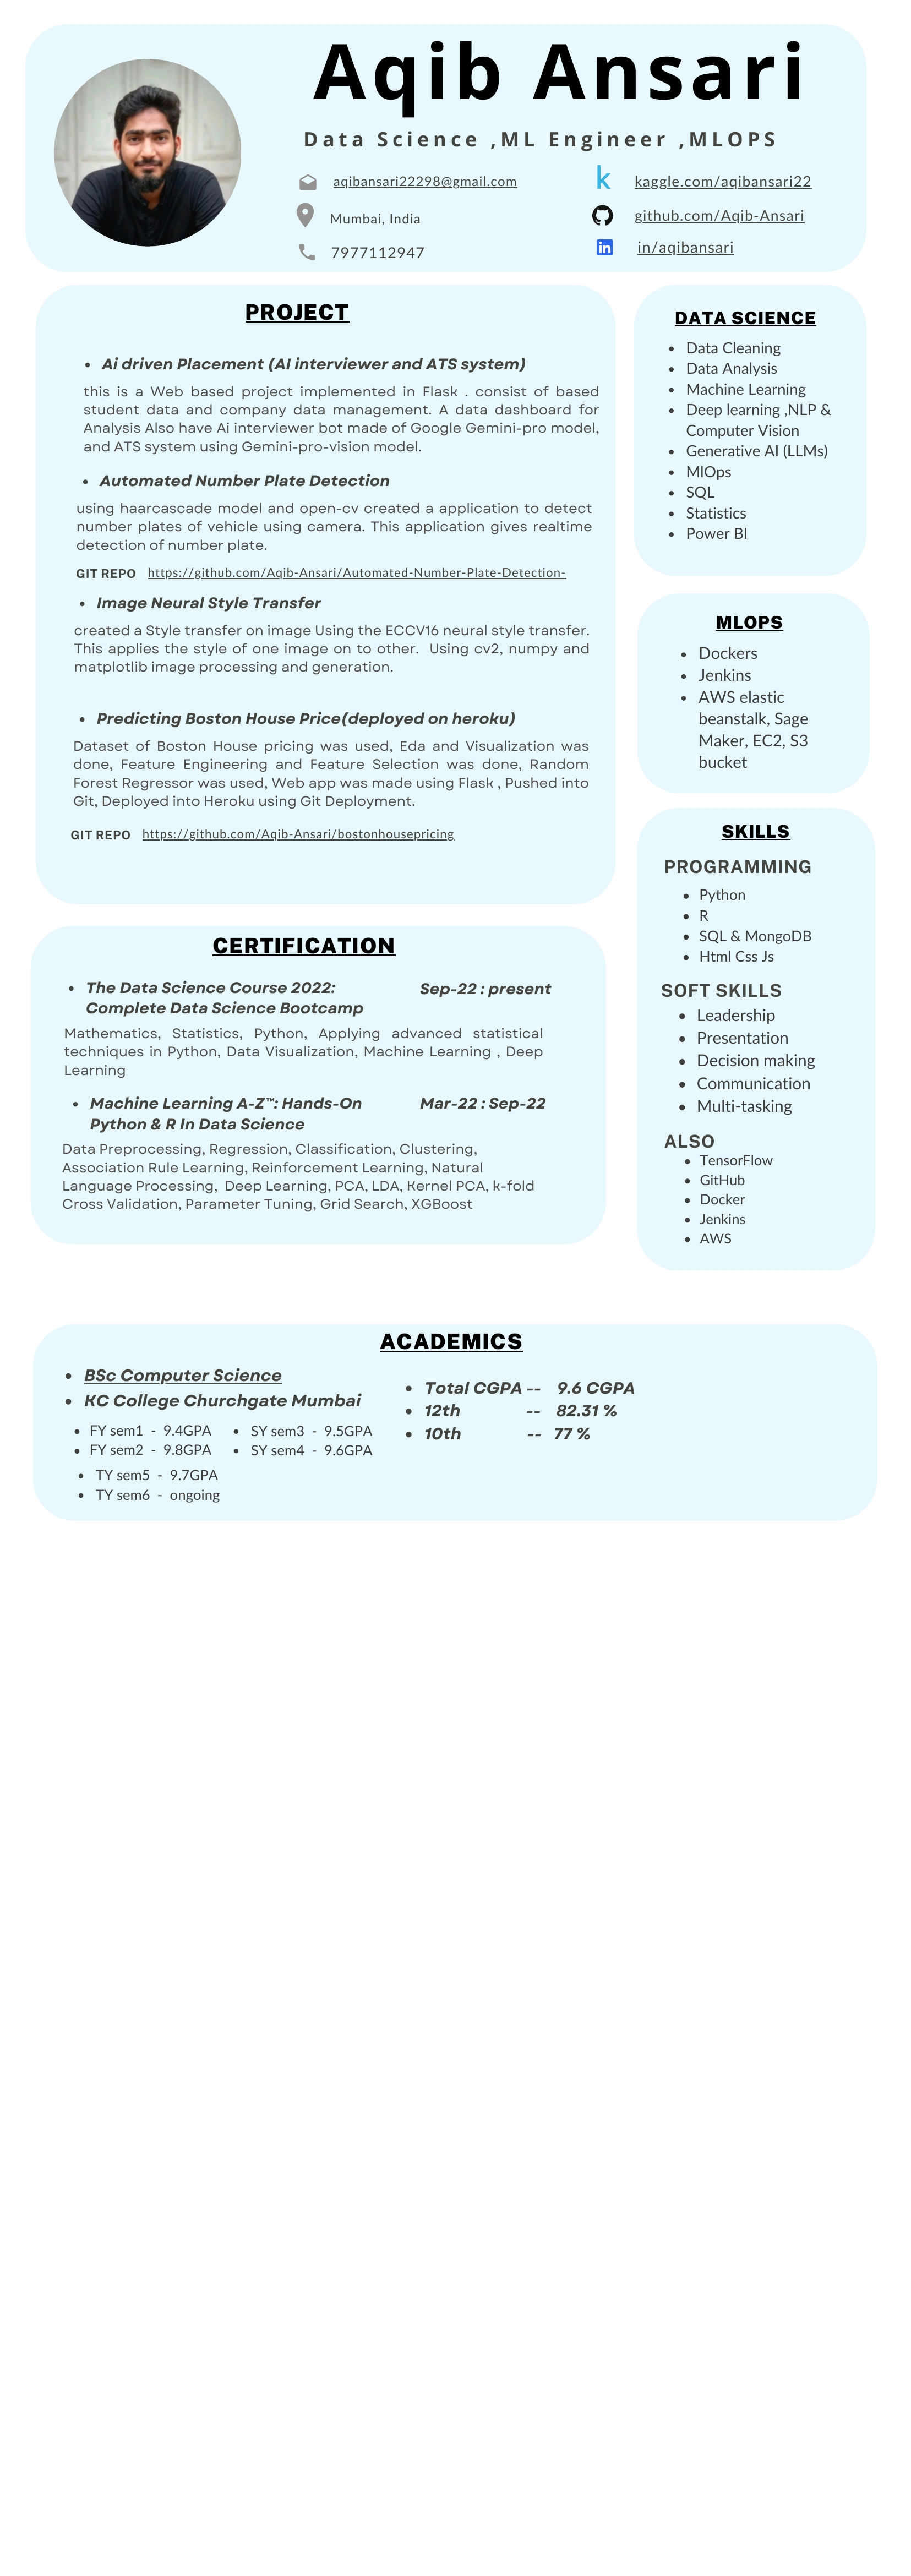 Aqib Ansari
Data Science ,ML Engineer ,MLOPS
aqibansari22298@gmail.com
Mumbai, India
7977112947
kaggle.com/aqibansari22
github.com/Aqib-Ansari
in/aqibansari
PROJECT
• Ai driven Placement (AI interviewer and ATS system)
this is a Web based project implemented in Flask . consist of based
student data and company data management. A data dashboard for
Analysis Also have Ai interviewer bot made of Google Gemini-pro model,
and ATS system using Gemini-pro-vision model.
• Automated Number Plate Detection
using haarcascade model and open-cv created a application to detect
number plates of vehicle using camera. This application gives realtime
detection of number plate.
GIT REPO https://github.com/Aqib-Ansari/Automated-Number-Plate-Detection-
• Image Neural Style Transfer
created a Style transfer on image Using the ECCV16 neural style transfer.
This applies the style of one image on to other. Using cv2, numpy and
matplotlib image processing and generation.
• Predicting Boston House Price(deployed on heroku)
Dataset of Boston House pricing was used, Eda and Visualization was
done, Feature Engineering and Feature Selection was done, Random
Forest Regressor was used, Web app was made using Flask , Pushed into
Git, Deployed into Heroku using Git Deployment.
GIT REPO https://github.com/Aqib-Ansari/bostonhousepricing
CERTIFICATION
• The Data Science Course 2022: Sep-22 : present
Complete Data Science Bootcamp
Mathematics, Statistics, Python, Applying advanced statistical
techniques in Python, Data Visualization, Machine Learning , Deep
Learning
• Machine Learning A-Z™: Hands-On Mar-22 : Sep-22
Python & R In Data Science
Data Preprocessing, Regression, Classification, Clustering,
Association Rule Learning, Reinforcement Learning, Natural
Language Processing, Deep Learning, PCA, LDA, Kernel PCA, k-fold
Cross Validation, Parameter Tuning, Grid Search, XGBoost
DATA SCIENCE
• Data Cleaning
• Data Analysis
• Machine Learning
• Deep learning ,NLP &
Computer Vision
• Generative AI (LLMs)
• MlOps
• SQL
• Statistics
• Power BI
MLOPS
• Dockers
• Jenkins
• AWS elastic
beanstalk, Sage
Maker, EC2, S3
bucket
SKILLS
PROGRAMMING
• Python
• R
• SQL & MongoDB
• Html Css Js
SOFT SKILLS
• Leadership
• Presentation
• Decision making
• Communication
• Multi-tasking
ALSO
• TensorFlow
• GitHub
• Docker
• Jenkins
• AWS
ACADEMICS
• BSc Computer Science
• KC College Churchgate Mumbai
• FY sem1 - 9.4GPA • SY sem3 - 9.5GPA
• FY sem2 - 9.8GPA • SY sem4 - 9.6GPA
• TY sem5 - 9.7GPA
• TY sem6 - ongoing
• Total CGPA -- 9.6 CGPA
• 12th -- 82.31 %
• 10th -- 77 %